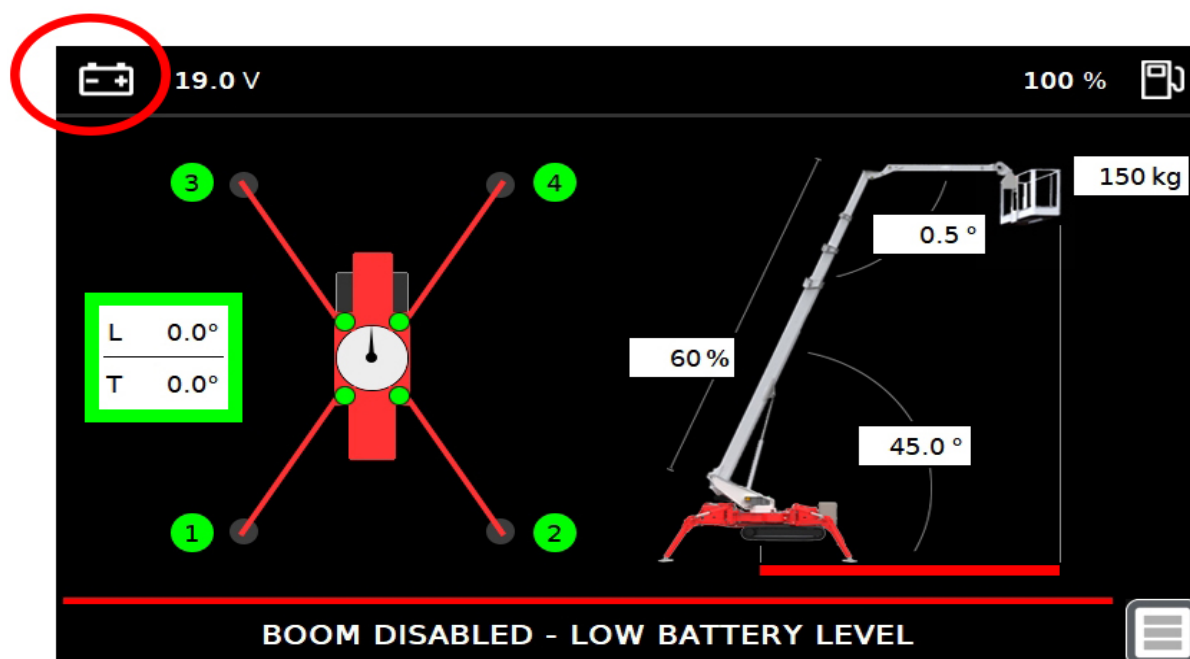 19.0 V
100 %
3
4
150 kg
0.5 °
L 0.0°
T 0.0°
60 %
45.0 °
1
2
BOOM DISABLED - LOW BATTERY LEVEL